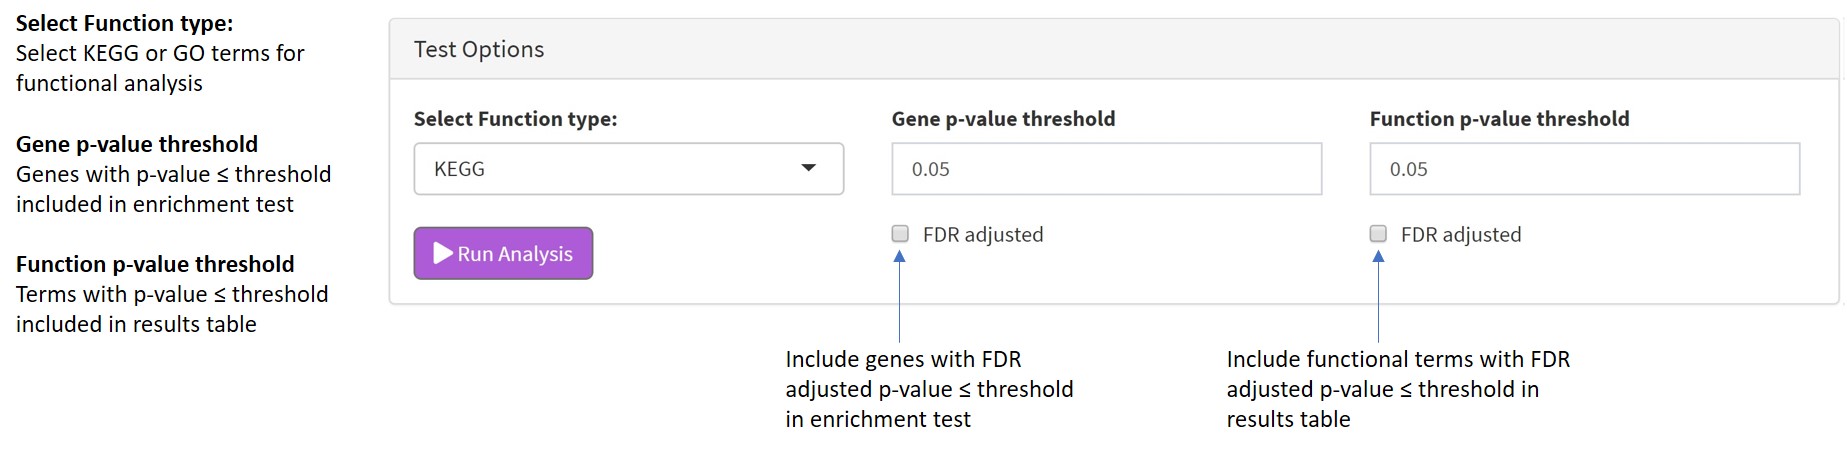 Select Function type:
Select KEGG or GO terms for
functional analysis
Gene p-value threshold
Genes with p-value ≤ threshold
included in enrichment test
Function p-value threshold
Terms with p-value ≤ threshold
included in results table
Test Options
Select Function type:
KEGG
Run Analysis
Gene p-value threshold
0.05
FDR adjusted
Function p-value threshold
0.05
FDR adjusted
Include genes with FDR
adjusted p-value ≤ threshold
in enrichment test
Include functional terms with FDR
adjusted p-value ≤ threshold in
results table